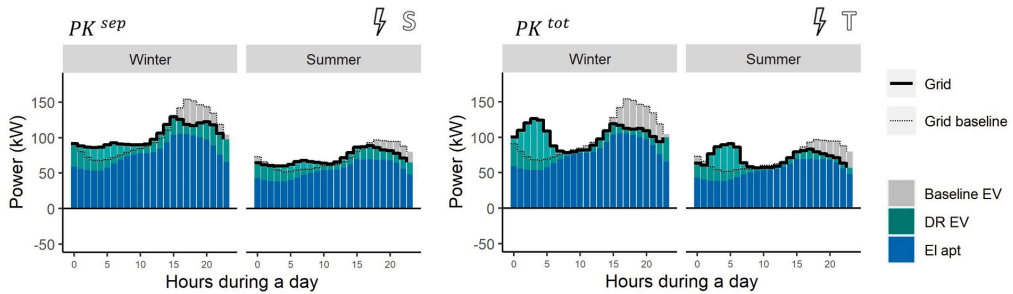 PK sep
S
Winter
Summer
Power (kW)
150
100
50
0
-50
0 5 10 15 20
0 5 10 15 20
Hours during a day
PK tot
T
Winter
Summer
Power (kW)
150
100
50
0
-50
0 5 10 15 20
0 5 10 15 20
Hours during a day
Grid
Grid baseline
Baseline EV
DR EV
El apt